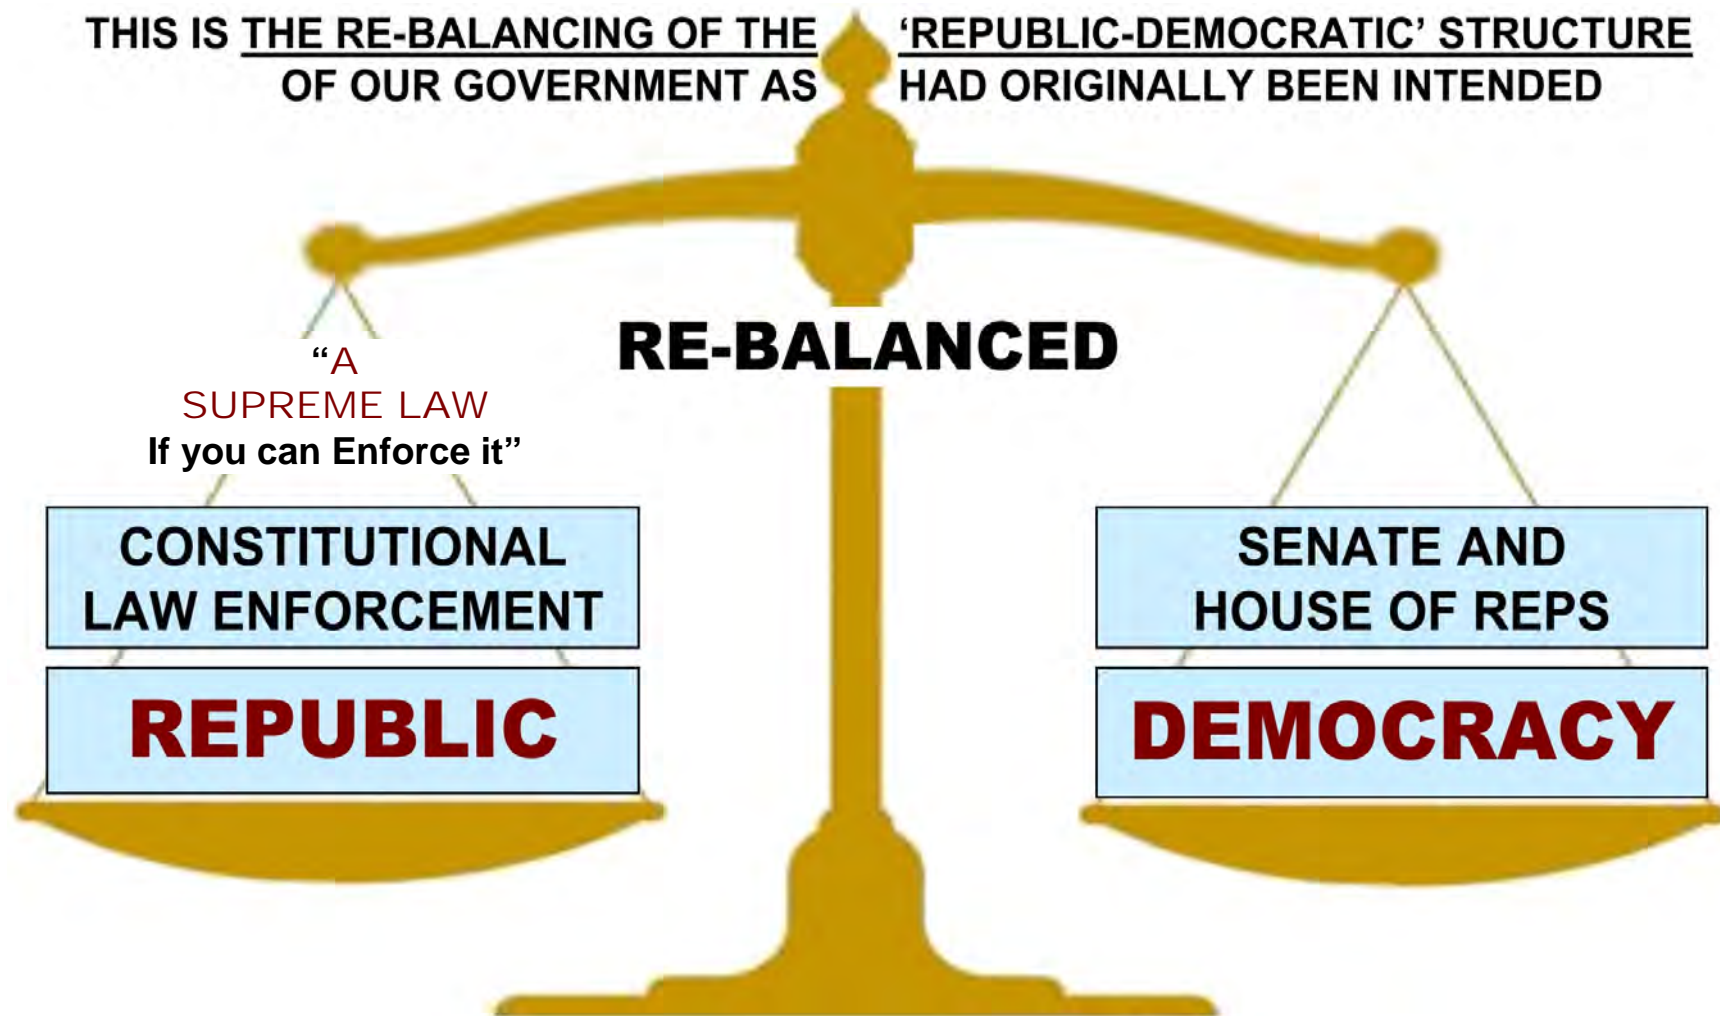 THIS IS THE RE-BALANCING OF THE ‘REPUBLIC-DEMOCRATIC’ STRUCTURE
OF OUR GOVERNMENT AS HAD ORIGINALLY BEEN INTENDED
RE-BALANCED
“A
SUPREME LAW
If you can Enforce it”
CONSTITUTIONAL
LAW ENFORCEMENT
REPUBLIC
SENATE AND
HOUSE OF REPS
DEMOCRACY